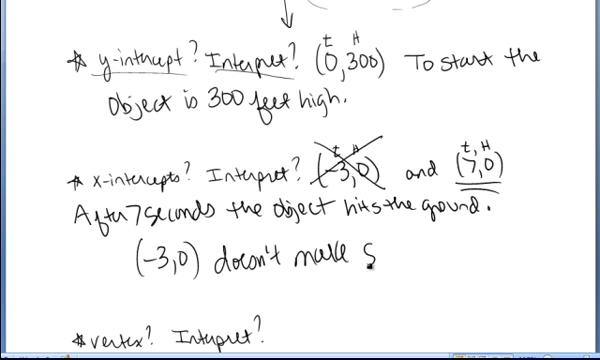 t H
* y-intercept? Interpret? (0,300) To start the
object is 300 feet high.
t H t, H
* x-intercepts? Interpret? (-3,0) and (7,0)
After 7 seconds the object hits the ground.
(-3,0) doesn't make S
* vertex? Interpret?